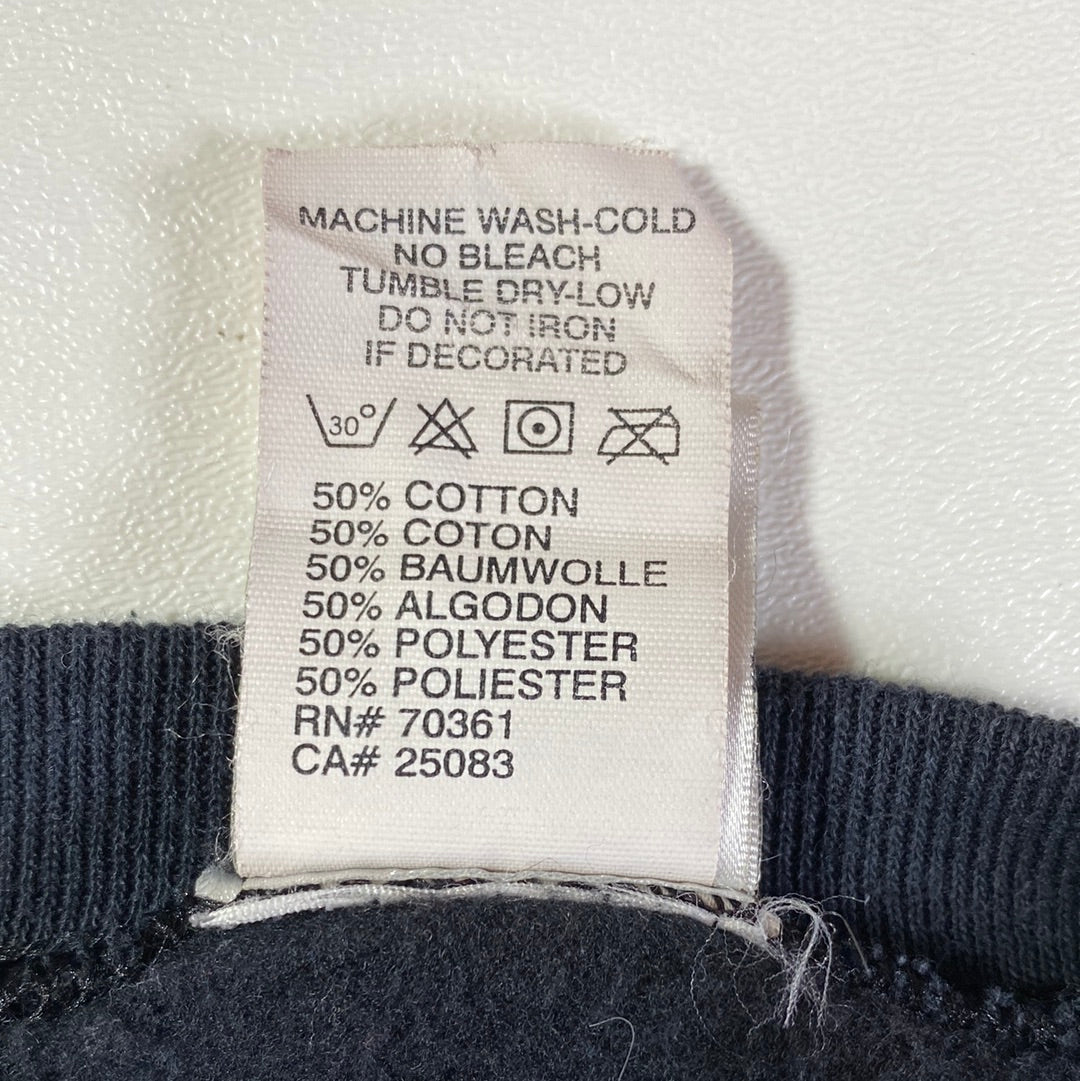 MACHINE WASH-COLD
NO BLEACH
TUMBLE DRY-LOW
DO NOT IRON
IF DECORATED
30°
50% COTTON
50% COTON
50% BAUMWOLLE
50% ALGODON
50% POLYESTER
50% POLIESTER
RN# 70361
CA# 25083